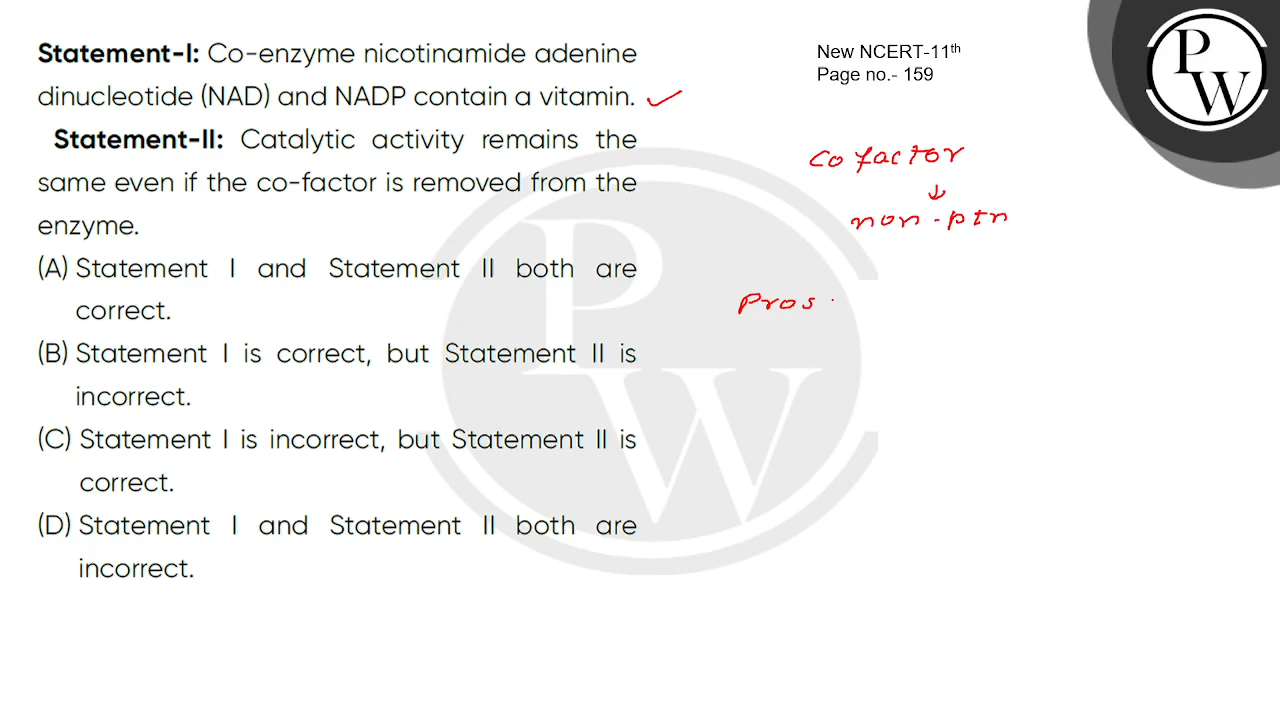 Statement-I: Co-enzyme nicotinamide adenine
dinucleotide (NAD) and NADP contain a vitamin.
Statement-II: Catalytic activity remains the
same even if the co-factor is removed from the
enzyme.
(A) Statement I and Statement II both are
correct.
(B) Statement I is correct, but Statement II is
incorrect.
(C) Statement I is incorrect, but Statement II is
correct.
(D) Statement I and Statement II both are
incorrect.
New NCERT-11th
Page no.- 159
Cofactor
non-ptn
Pros
PW
PW